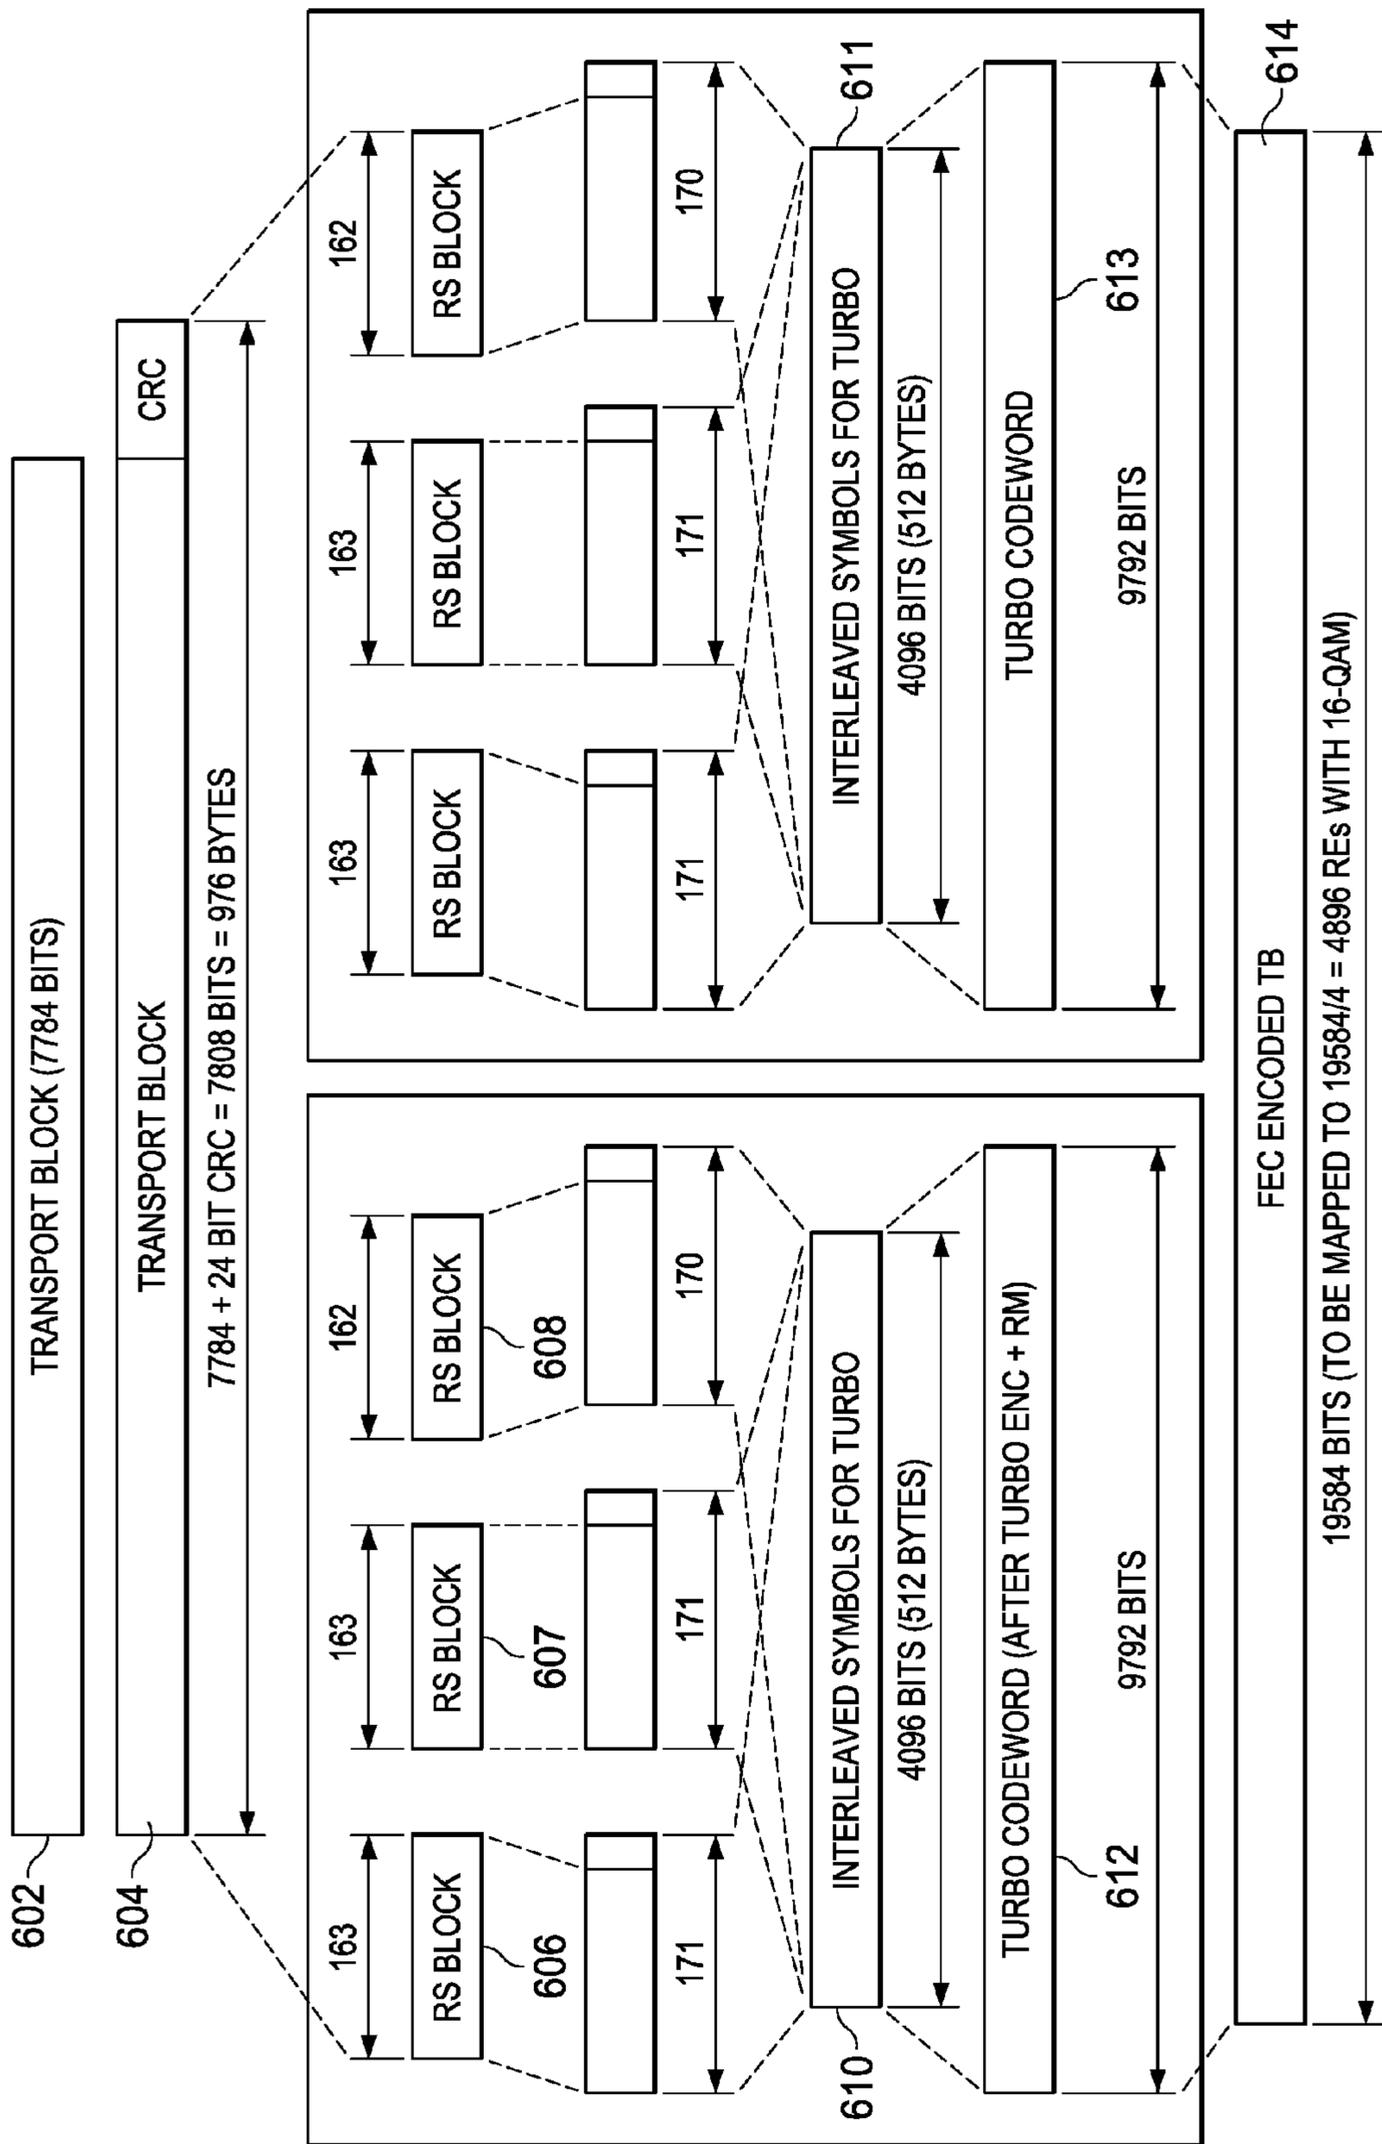 602
TRANSPORT BLOCK (7784 BITS)
604
TRANSPORT BLOCK
CRC
7784 + 24 BIT CRC = 7808 BITS = 976 BYTES
163
163
162
163
163
162
RS BLOCK
RS BLOCK
RS BLOCK
RS BLOCK
RS BLOCK
RS BLOCK
606
607
608
171
171
170
171
171
170
610
INTERLEAVED SYMBOLS FOR TURBO
INTERLEAVED SYMBOLS FOR TURBO
611
4096 BITS (512 BYTES)
4096 BITS (512 BYTES)
TURBO CODEWORD (AFTER TURBO ENC + RM)
TURBO CODEWORD
612
613
9792 BITS
9792 BITS
FEC ENCODED TB
614
19584 BITS (TO BE MAPPED TO 19584/4 = 4896 REs WITH 16-QAM)